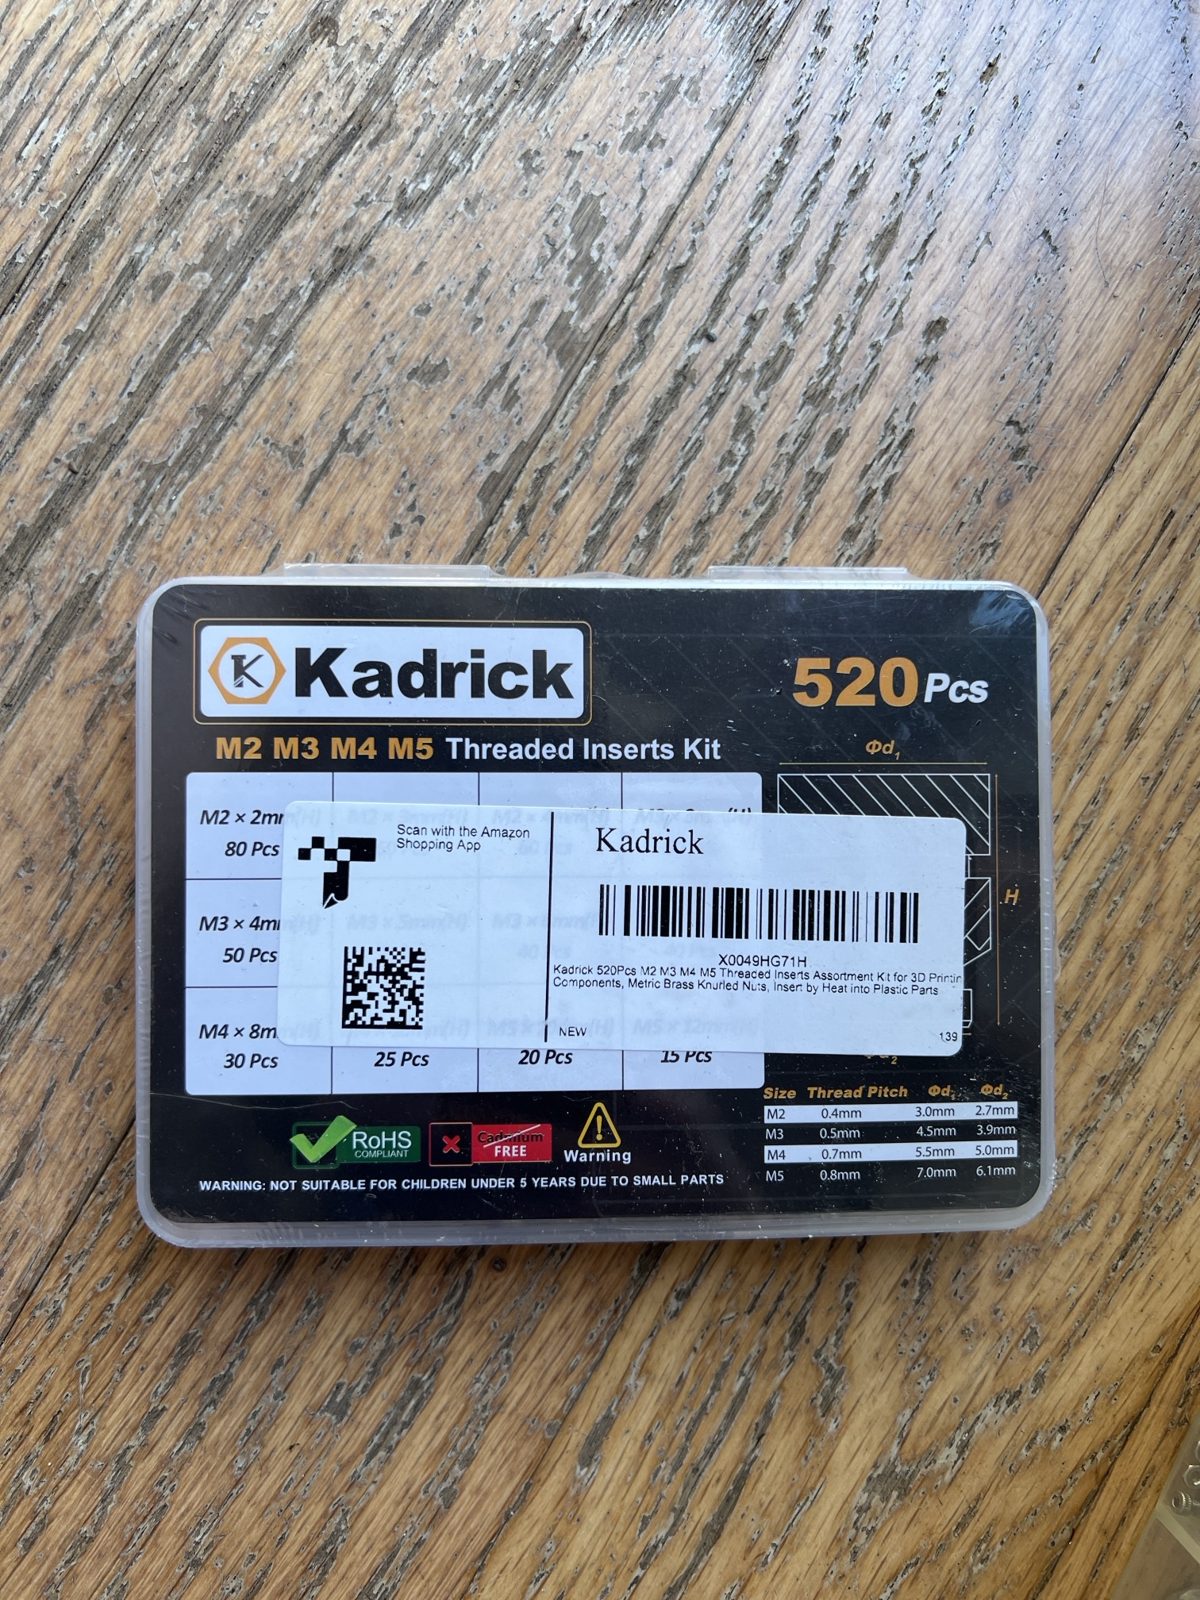 K Kadrick
520 Pcs
M2 M3 M4 M5 Threaded Inserts Kit
Φd1
M2 × 2mm(H)
80 Pcs
M3 × 4mm
50 Pcs
M3 × 5mm(H)
M4 × 8m
30 Pcs
25 Pcs
20 Pcs
15 Pcs
H
Scan with the Amazon
Shopping App
Kadrick
X0049HG71H
Kadrick 520Pcs M2 M3 M4 M5 Threaded Inserts Assortment Kit for 3D Printin
Components, Metric Brass Knurled Nuts, Insert by Heat into Plastic Parts
NEW
139
Size Thread Pitch Φd1 Φd2
M2 0.4mm 3.0mm 2.7mm
M3 0.5mm 4.5mm 3.9mm
M4 0.7mm 5.5mm 5.0mm
M5 0.8mm 7.0mm 6.1mm
RoHS
COMPLIANT
Cadmium
FREE
Warning
WARNING: NOT SUITABLE FOR CHILDREN UNDER 5 YEARS DUE TO SMALL PARTS